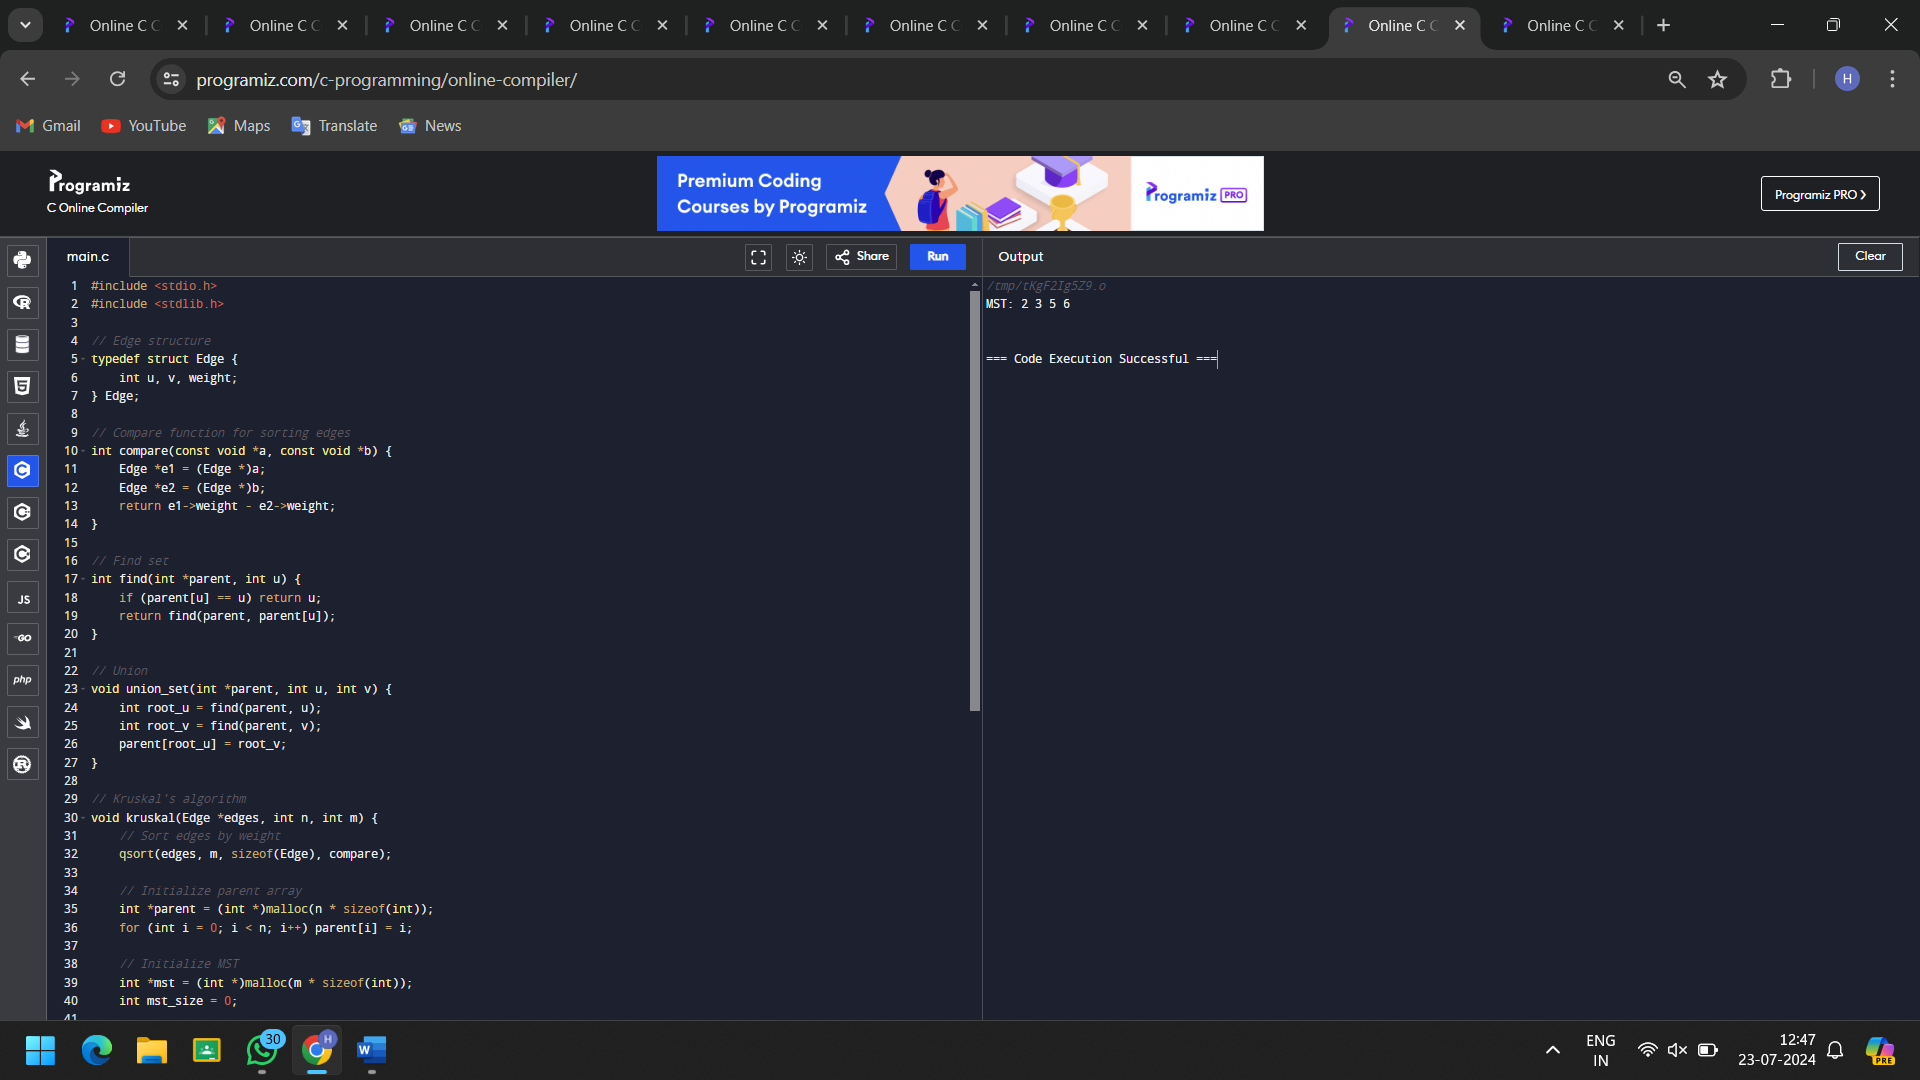 Online C C
Online C C
Online C C
Online C C
Online C C
Online C C
Online C C
Online C C
Online C C
Online C C
programiz.com/c-programming/online-compiler/
H
Gmail
YouTube
Maps
Translate
News
Programiz
C Online Compiler
Premium Coding
Courses by Programiz
Programiz PRO
Programiz PRO
main.c
Share
Run
Output
Clear
1 #include <stdio.h>
2 #include <stdlib.h>
3
4 // Edge structure
5 typedef struct Edge {
6 int u, v, weight;
7 } Edge;
8
9 // Compare function for sorting edges
10 int compare(const void *a, const void *b) {
11 Edge *e1 = (Edge *)a;
12 Edge *e2 = (Edge *)b;
13 return e1->weight - e2->weight;
14 }
15
16 // Find set
17 int find(int *parent, int u) {
18 if (parent[u] == u) return u;
19 return find(parent, parent[u]);
20 }
21
22 // Union
23 void union_set(int *parent, int u, int v) {
24 int root_u = find(parent, u);
25 int root_v = find(parent, v);
26 parent[root_u] = root_v;
27 }
28
29 // Kruskal's algorithm
30 void kruskal(Edge *edges, int n, int m) {
31 // Sort edges by weight
32 qsort(edges, m, sizeof(Edge), compare);
33
34 // Initialize parent array
35 int *parent = (int *)malloc(n * sizeof(int));
36 for (int i = 0; i < n; i++) parent[i] = i;
37
38 // Initialize MST
39 int *mst = (int *)malloc(m * sizeof(int));
40 int mst_size = 0;
41
/tmp/tKgF2Ig5Z9.o
MST: 2 3 5 6
=== Code Execution Successful ===
JS
GO
php
30
H
W
ENG
IN
12:47
23-07-2024
PRE